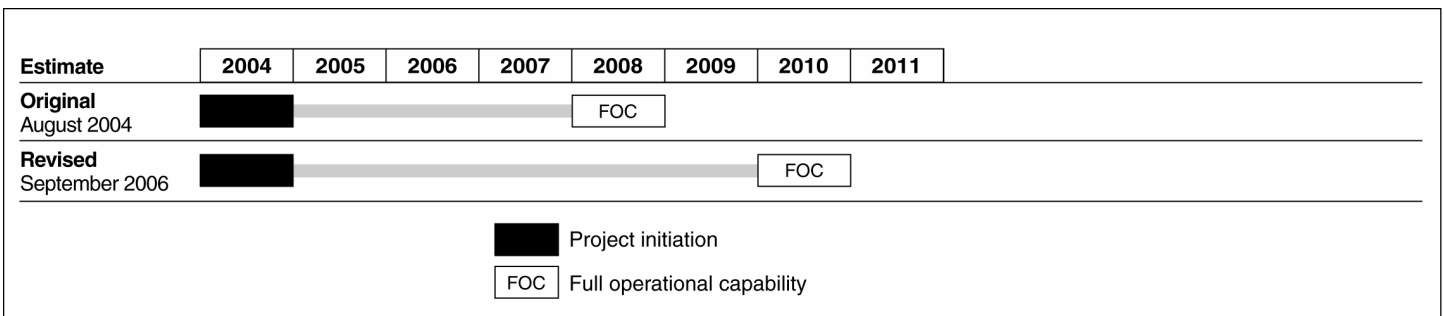 Estimate 2004 2005 2006 2007 2008 2009 2010 2011
Original
August 2004
FOC
Revised
September 2006
FOC
Project initiation
FOC Full operational capability